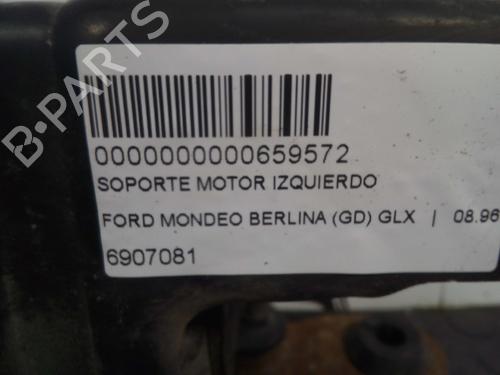 0000000000659572
SOPORTE MOTOR IZQUIERDO
FORD MONDEO BERLINA (GD) GLX | 08.96
6907081
B-PARTS